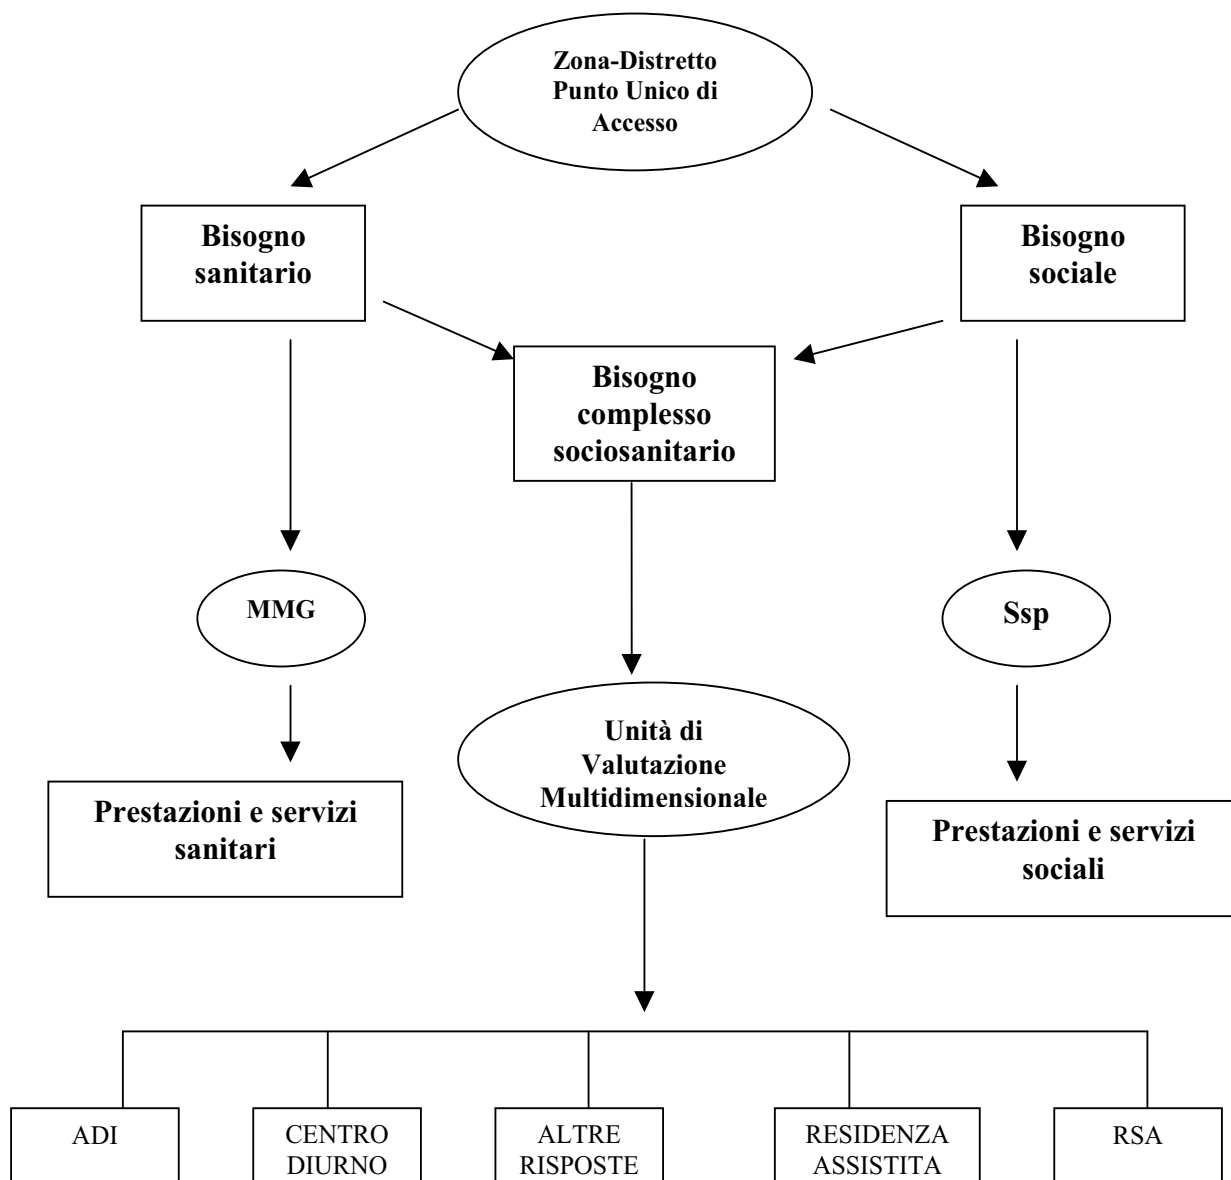 Zona-Distretto
Punto Unico di
Accesso
Bisogno
sanitario
Bisogno
sociale
Bisogno
complesso
sociosanitario
MMG
Ssp
Unità di
Valutazione
Multidimensionale
Prestazioni e servizi
sanitari
Prestazioni e servizi
sociali
ADI
CENTRO
DIURNO
ALTRE
RISPOSTE
RESIDENZA
ASSISTITA
RSA